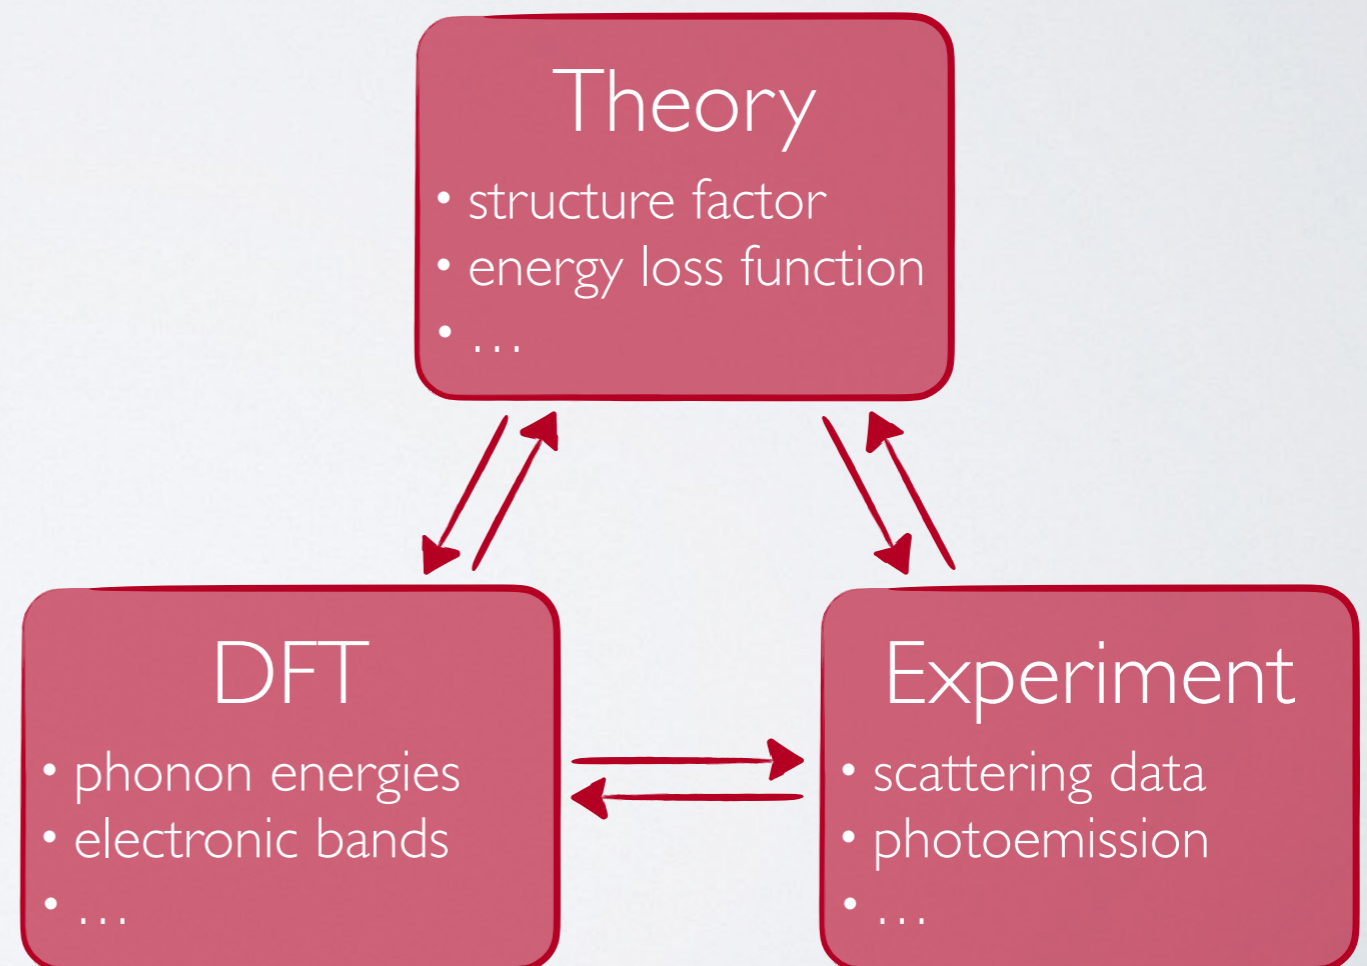 Theory
• structure factor
• energy loss function
• ...
DFT
• phonon energies
• electronic bands
• ...
Experiment
• scattering data
• photoemission
• ...